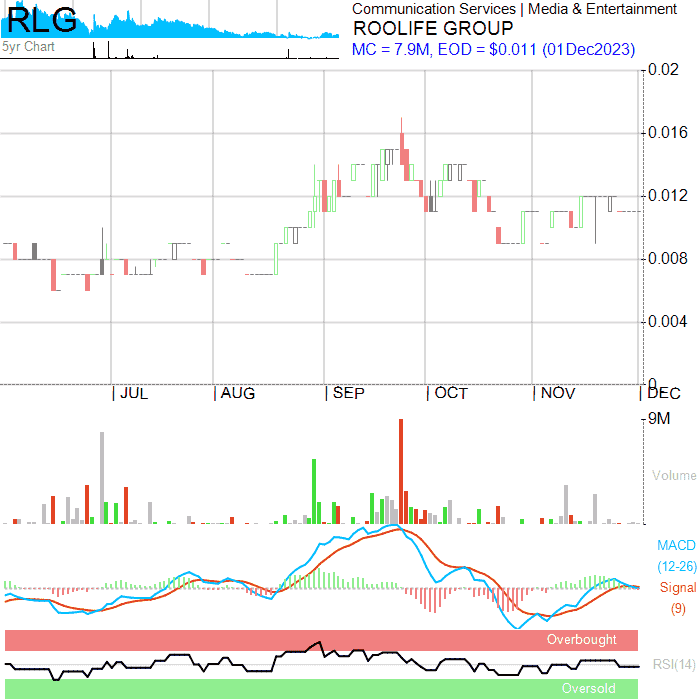 RLG
5yr Chart
Communication Services | Media & Entertainment
ROOLIFE GROUP
MC = 7.9M, EOD = $0.011 (01Dec2023)
0.02
0.016
0.012
0.008
0.004
0
JUL AUG SEP OCT NOV DEC
9M
Volume
MACD
(12-26)
Signal
(9)
Overbought
RSI(14)
Oversold